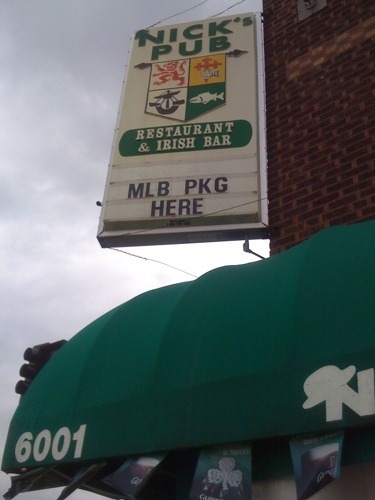 NICK's
PUB
RESTAURANT
& IRISH BAR
MLB PKG
HERE
6001
N